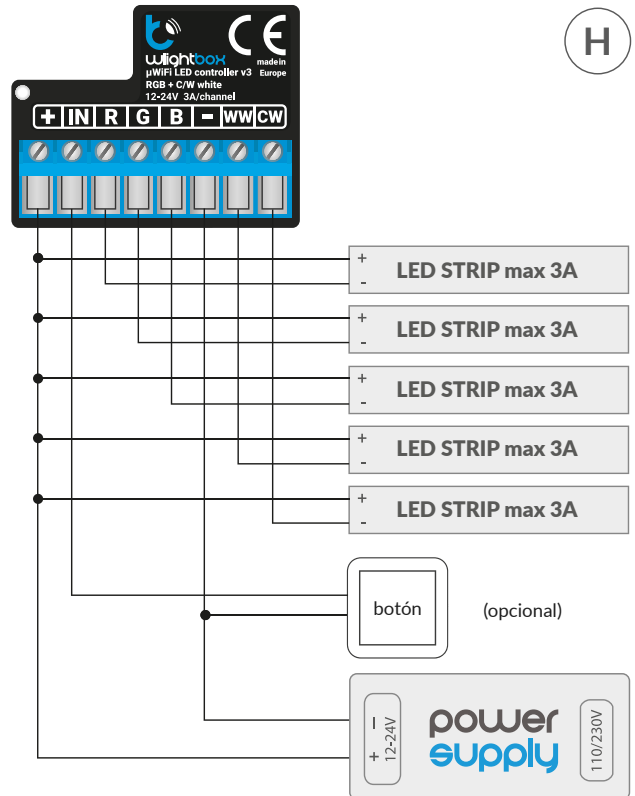 H
wlightbox
CE
made in
Europe
µWiFi LED controller v3
RGB + C/W white
12-24V 3A/channel
+ IN R G B - WW CW
+
-
LED STRIP max 3A
+
-
LED STRIP max 3A
+
-
LED STRIP max 3A
+
-
LED STRIP max 3A
+
-
LED STRIP max 3A
botón
(opcional)
- +
12-24V
power
supply
110/230V